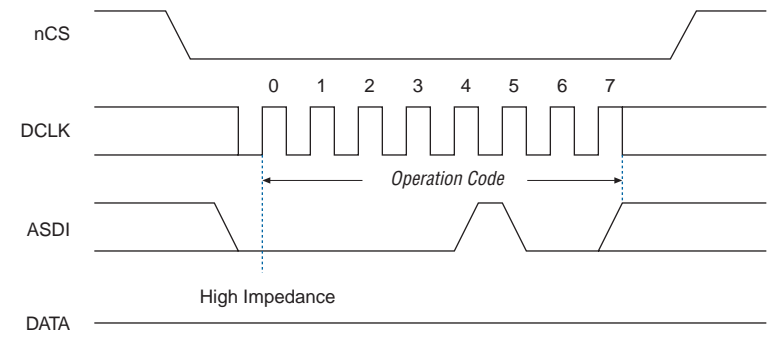 nCS
0 1 2 3 4 5 6 7
DCLK
Operation Code
ASDI
High Impedance
DATA